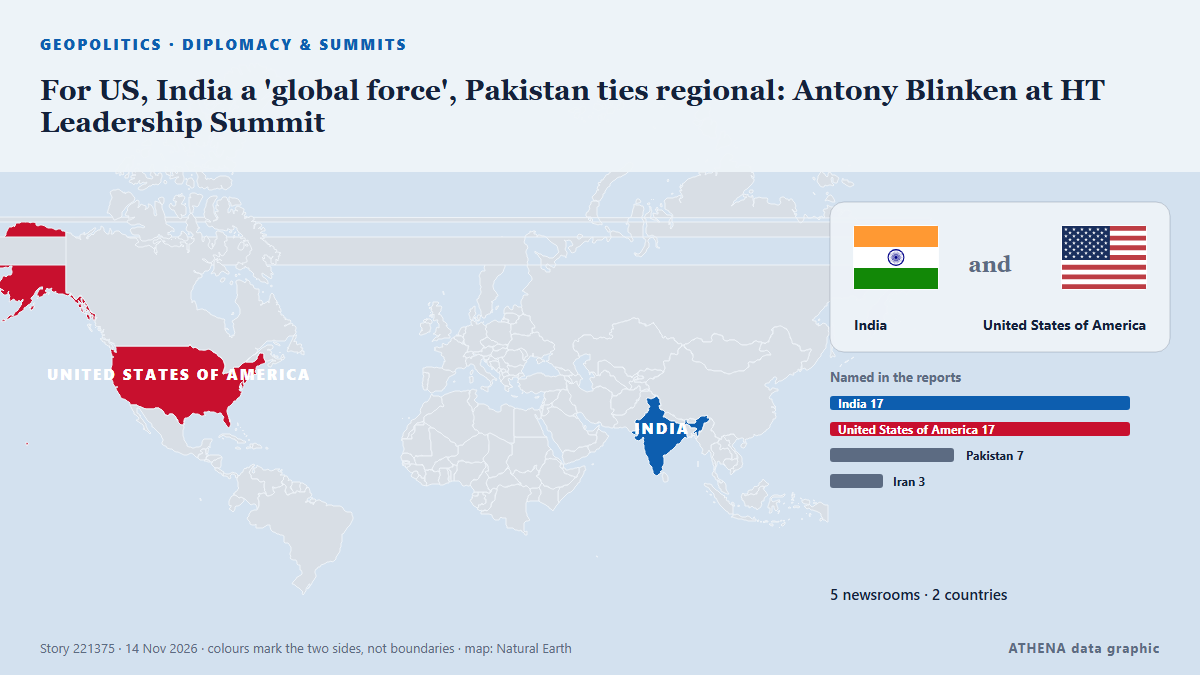 GEOPOLITICS · DIPLOMACY & SUMMITS
For US, India a 'global force', Pakistan ties regional: Antony Blinken at HT
Leadership Summit
UNITED STATES OF AMERICA
INDIA
and
India
United States of America
Named in the reports
India 17
United States of America 17
Pakistan 7
Iran 3
5 newsrooms · 2 countries
Story 221375 · 14 Nov 2026 · colours mark the two sides, not boundaries · map: Natural Earth
ATHENA data graphic